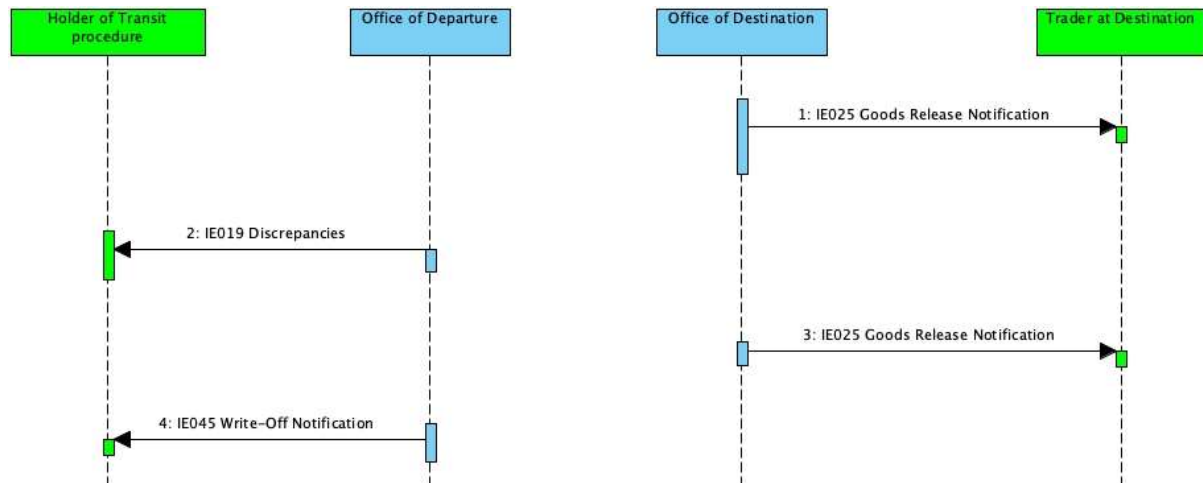 Holder of Transit
procedure
Office of Departure
Office of Destination
Trader at Destination
1: IE025 Goods Release Notification
2: IE019 Discrepancies
3: IE025 Goods Release Notification
4: IE045 Write-Off Notification